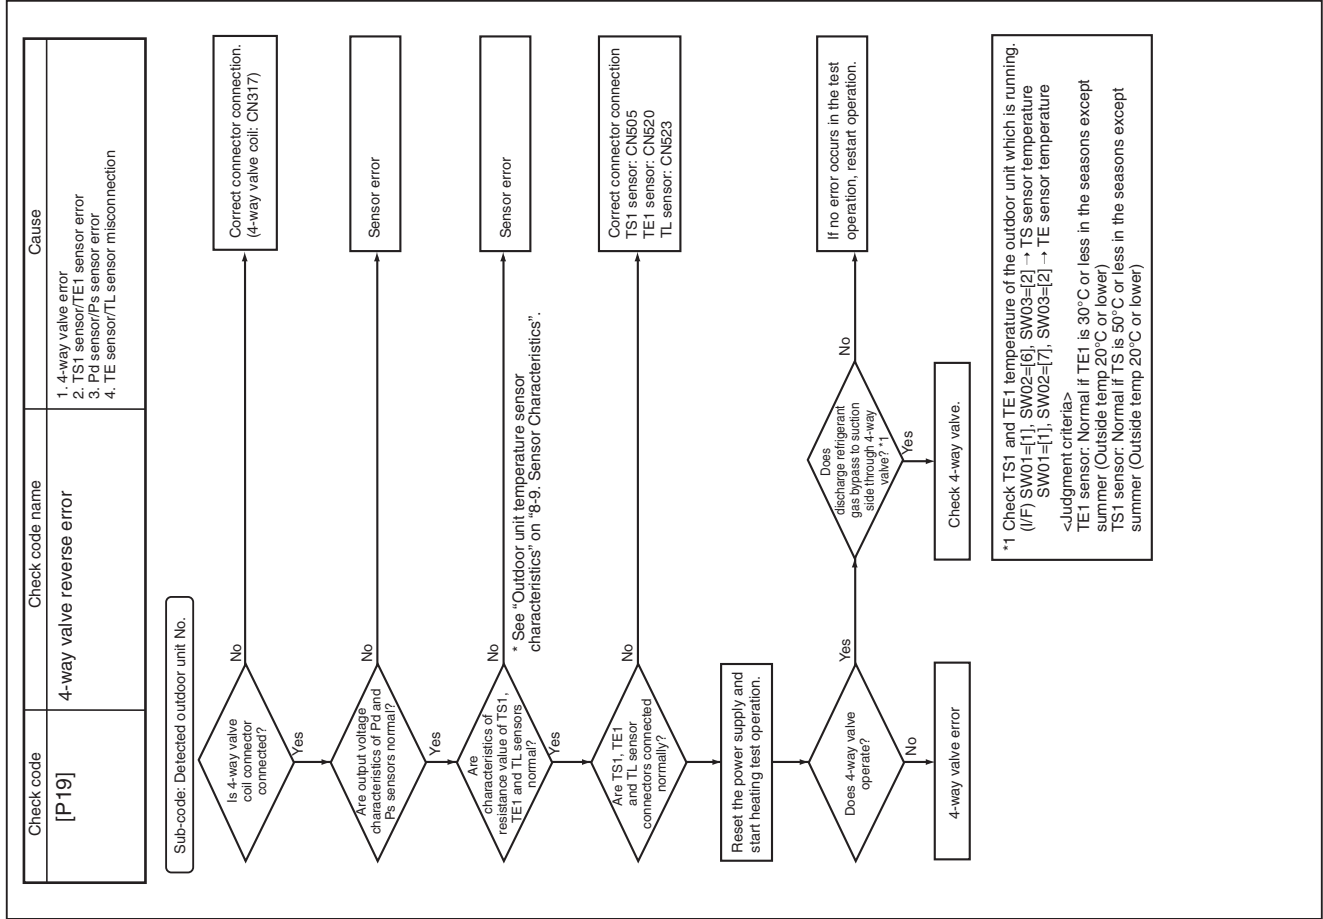 Check code
Check code name
Cause
[P19]
4-way valve reverse error
1. 4-way valve error
2. TS1 sensor/TE1 sensor error
3. Pd sensor/Ps sensor error
4. TE sensor/TL sensor misconnection
Sub-code: Detected outdoor unit No.
Is 4-way valve
coil connector
connected?
No
Correct connector connection.
(4-way valve coil: CN317)
Yes
Are output voltage
characteristics of Pd and
Ps sensors normal?
No
Sensor error
Yes
Are
characteristics of
resistance value of TS1,
TE1 and TL sensors
normal?
No
Sensor error
* See “Outdoor unit temperature sensor
characteristics” on “8-9. Sensor Characteristics”.
Yes
Are TS1, TE1
and TL sensor
connectors connected
normally?
No
Correct connector connection
TS1 sensor: CN505
TE1 sensor: CN520
TL sensor: CN523
Yes
Reset the power supply and
start heating test operation.
Does 4-way valve
operate?
Yes
Does
discharge refrigerant
gas bypass to suction
side through 4-way
valve? *1
No
If no error occurs in the test
operation, restart operation.
No
4-way valve error
Yes
Check 4-way valve.
*1 Check TS1 and TE1 temperature of the outdoor unit which is running.
(I/F) SW01=[1], SW02=[6], SW03=[2] → TS sensor temperature
SW01=[1], SW02=[7], SW03=[2] → TE sensor temperature
<Judgment criteria>
TE1 sensor: Normal if TE1 is 30°C or less in the seasons except
summer (Outside temp 20°C or lower)
TS1 sensor: Normal if TS is 50°C or less in the seasons except
summer (Outside temp 20°C or lower)